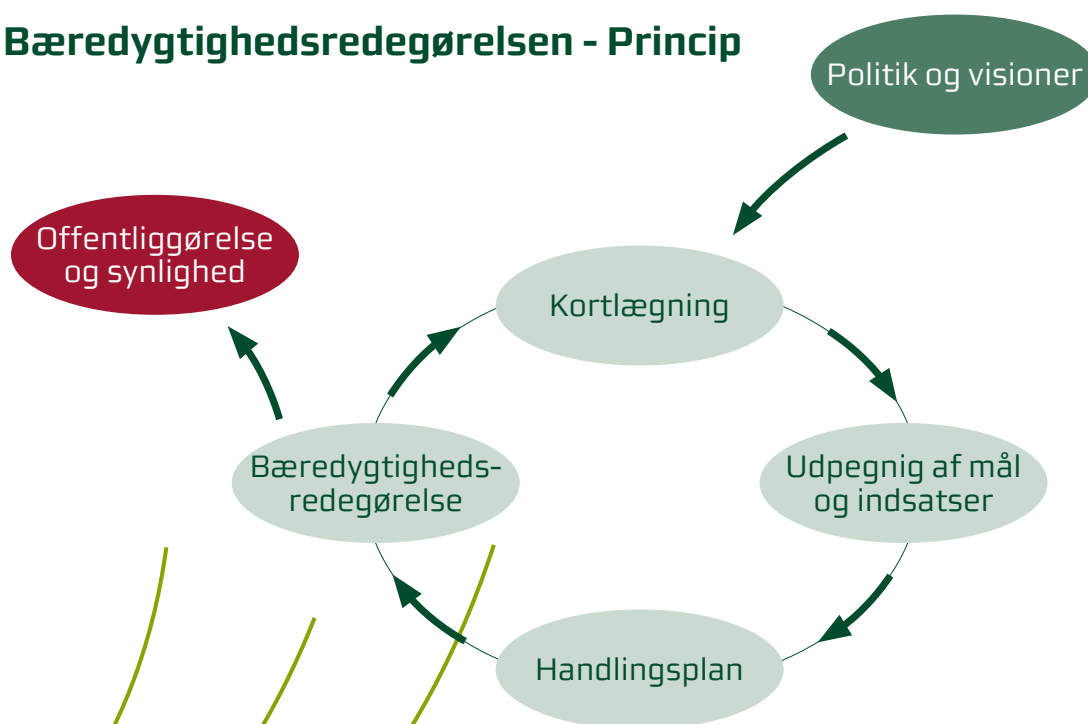 Bæredygtighedsredegørelsen - Princip
Politik og visioner
Offentliggørelse
og synlighed
Kortlægning
Bæredygtigheds-
redegørelse
Udpegnig af mål
og indsatser
Handlingsplan